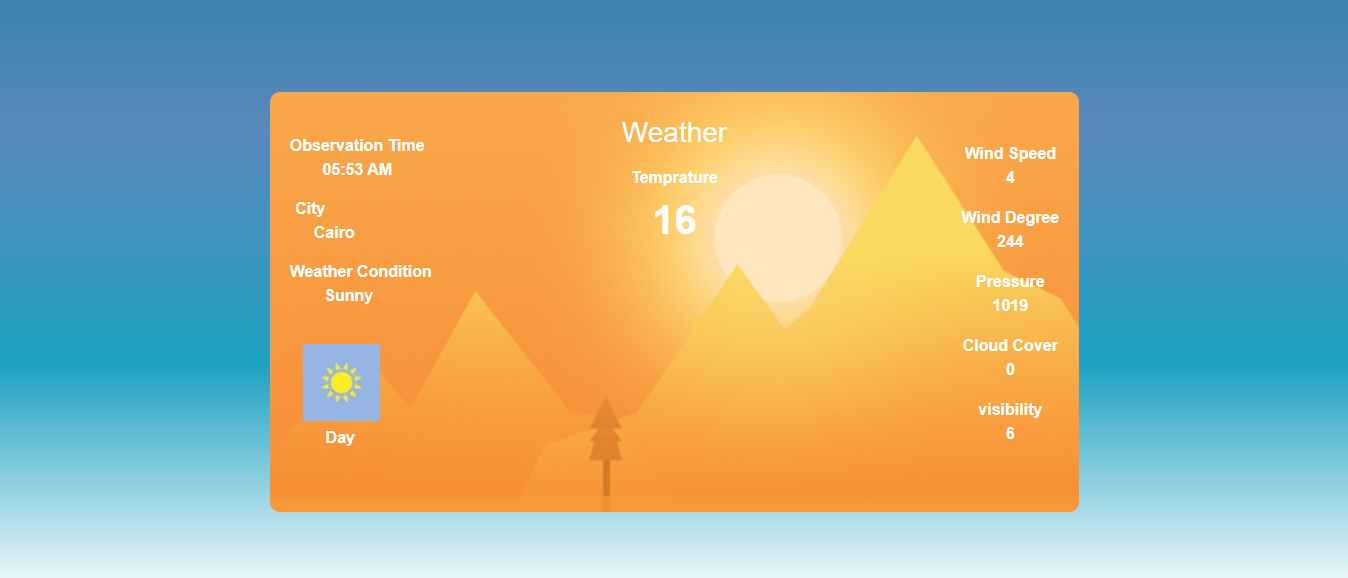 Weather
Observation Time
05:53 AM
City
Cairo
Weather Condition
Sunny
Day
Temprature
16
Wind Speed
4
Wind Degree
244
Pressure
1019
Cloud Cover
0
visibility
6